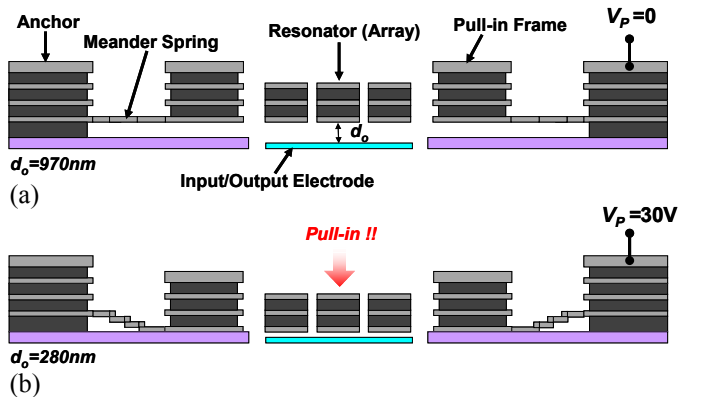 Anchor
Meander Spring
Resonator (Array)
Pull-in Frame
V_P=0
d_o
d_o=970nm
Input/Output Electrode
(a)
V_P=30V
Pull-in !!
d_o=280nm
(b)